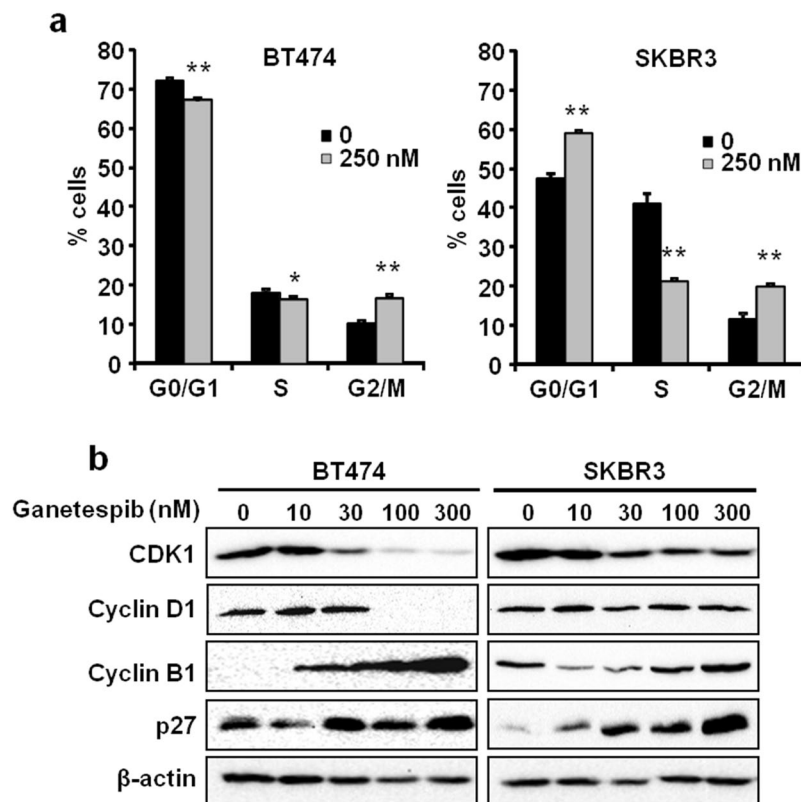 a
BT474
80
70
60
50
40
30
20
10
0
% cells
**
*
**
0
250 nM
G0/G1 S G2/M
SKBR3
80
70
60
50
40
30
20
10
0
% cells
**
**
**
0
250 nM
G0/G1 S G2/M
b
BT474 SKBR3
Ganetespib (nM) 0 10 30 100 300 0 10 30 100 300
CDK1
Cyclin D1
Cyclin B1
p27
β-actin